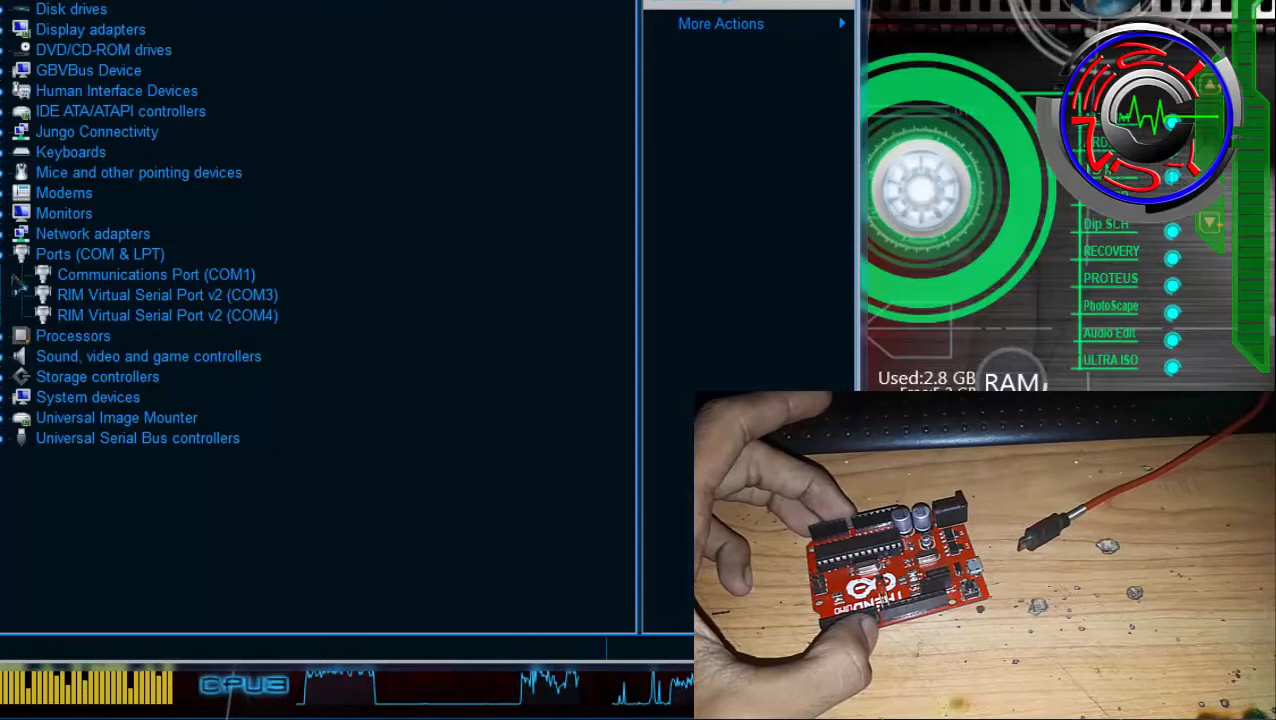 Disk drives
Display adapters
DVD/CD-ROM drives
GBVBus Device
Human Interface Devices
IDE ATA/ATAPI controllers
Jungo Connectivity
Keyboards
Mice and other pointing devices
Modems
Monitors
Network adapters
Ports (COM & LPT)
Communications Port (COM1)
RIM Virtual Serial Port v2 (COM3)
RIM Virtual Serial Port v2 (COM4)
Processors
Sound, video and game controllers
Storage controllers
System devices
Universal Image Mounter
Universal Serial Bus controllers
More Actions
Dip SCH
RECOVERY
PROTEUS
PhotoScape
Audio Edit
ULTRA ISO
Used:2.8 GB
RAM